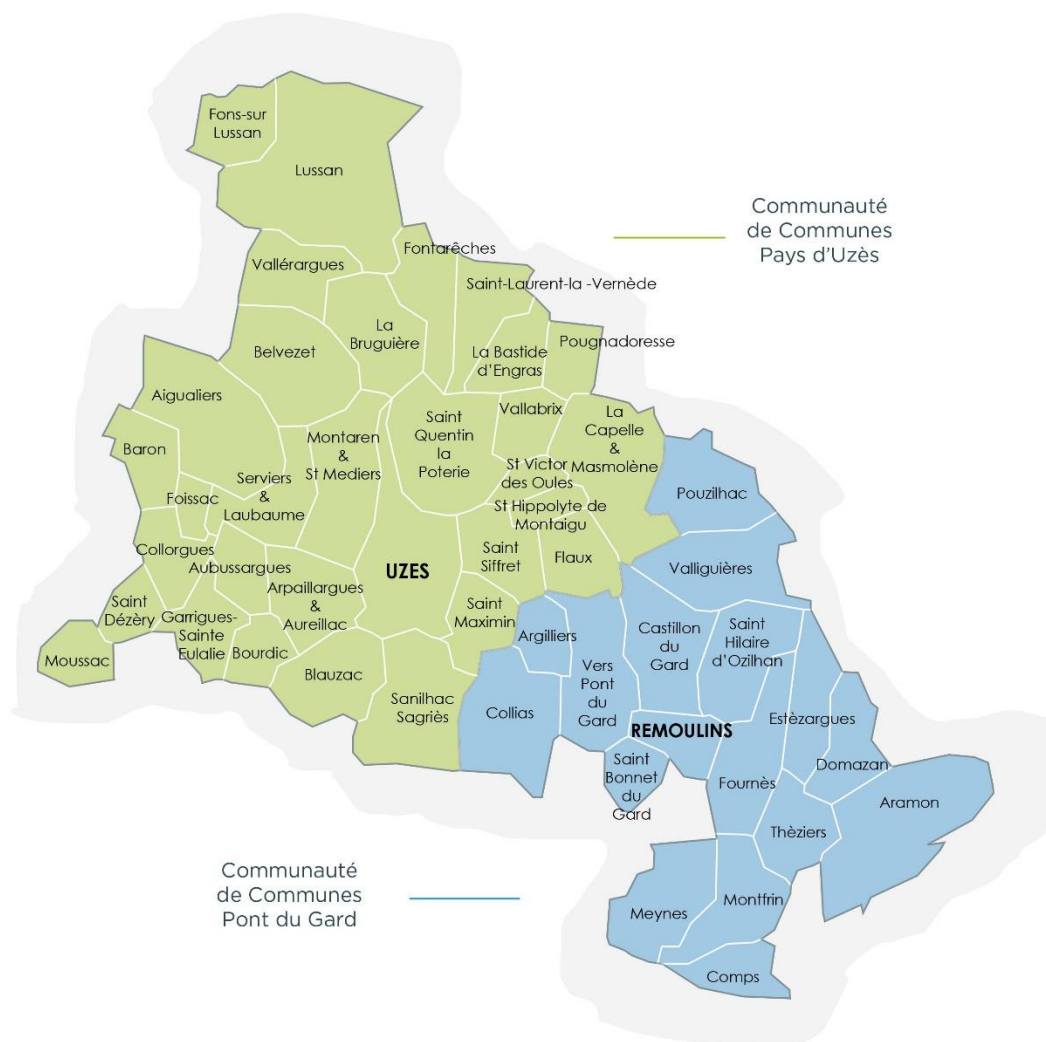 Fons-sur
Lussan
Lussan
Communauté
de Communes
Pays d'Uzès
Fontarêches
Vallérargues
Saint-Laurent-la -Vernède
La
Bruguière
Pougnadoresse
Belvezet
La Bastide
d'Engras
Aigualiers
Saint
Quentin
la
Poterie
Vallabrix
La
Capelle
&
Masmolène
Montaren
&
St Mediers
Baron
St Victor
des Oules
Serviers
&
Laubaume
Foissac
Pouzilhac
St Hippolyte de
Montaigu
Collorgues
Aubussargues
Saint
Siffret
Flaux
UZES
Valliguières
Arpaillargues
&
Aureillac
Saint
Dézèry
Garrigues-
Sainte
Eulalie
Saint
Maximin
Argilliers
Castillon
du
Gard
Saint
Hilaire
d'Ozilhan
Moussac
Bourdic
Blauzac
Vers
Pont
du
Gard
Sanilhac
Sagriès
Collias
Estèzargues
REMOULINS
Domazan
Saint
Bonnet
du
Gard
Fournès
Aramon
Thèziers
Communauté
de Communes
Pont du Gard
Meynes
Montfrin
Comps